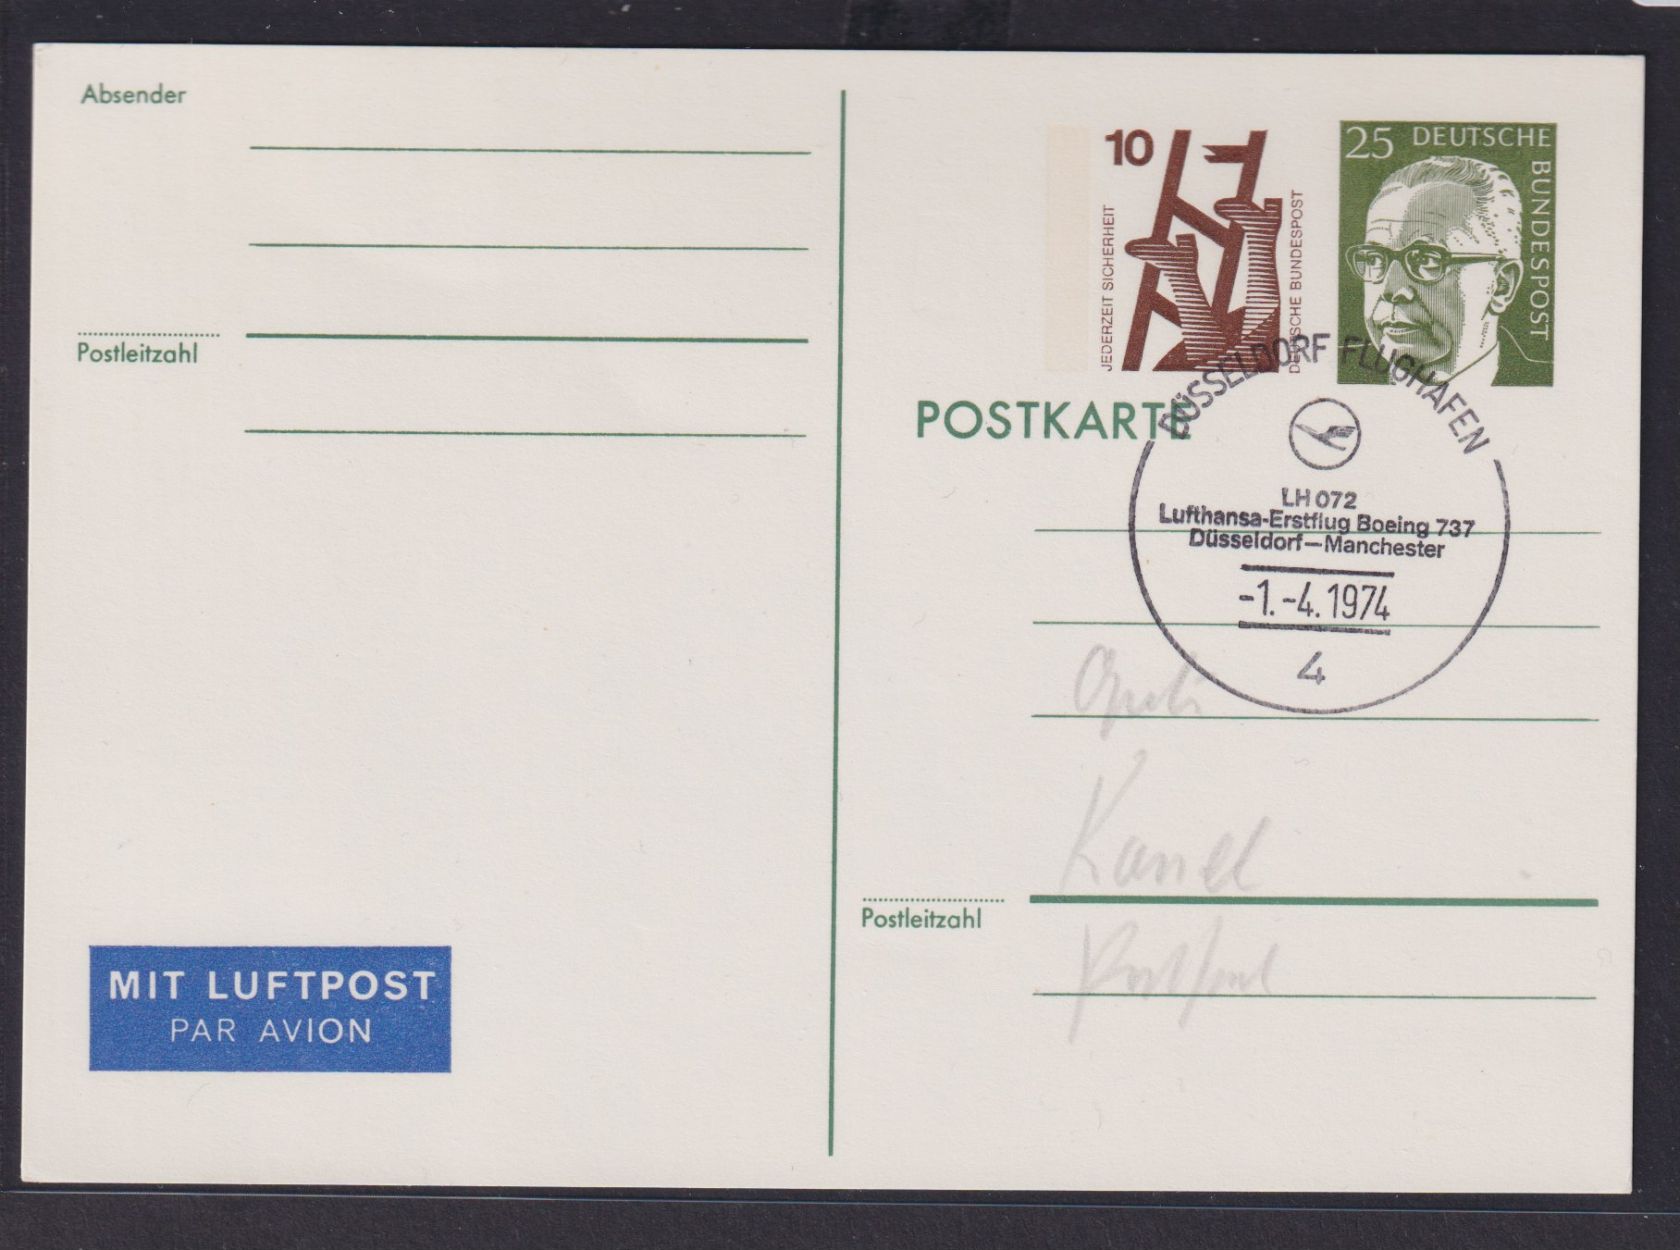 Absender
Postleitzahl
MIT LUFTPOST
PAR AVION
10
JEDERZEIT SICHERHEIT
DEUTSCHE BUNDESPOST
25 DEUTSCHE
BUNDESPOST
POSTKARTE
DÜSSELDORF FLUGHAFEN
LH 072
Lufthansa-Erstflug Boeing 737
Düsseldorf—Manchester
-1.-4.1974
4
Postleitzahl